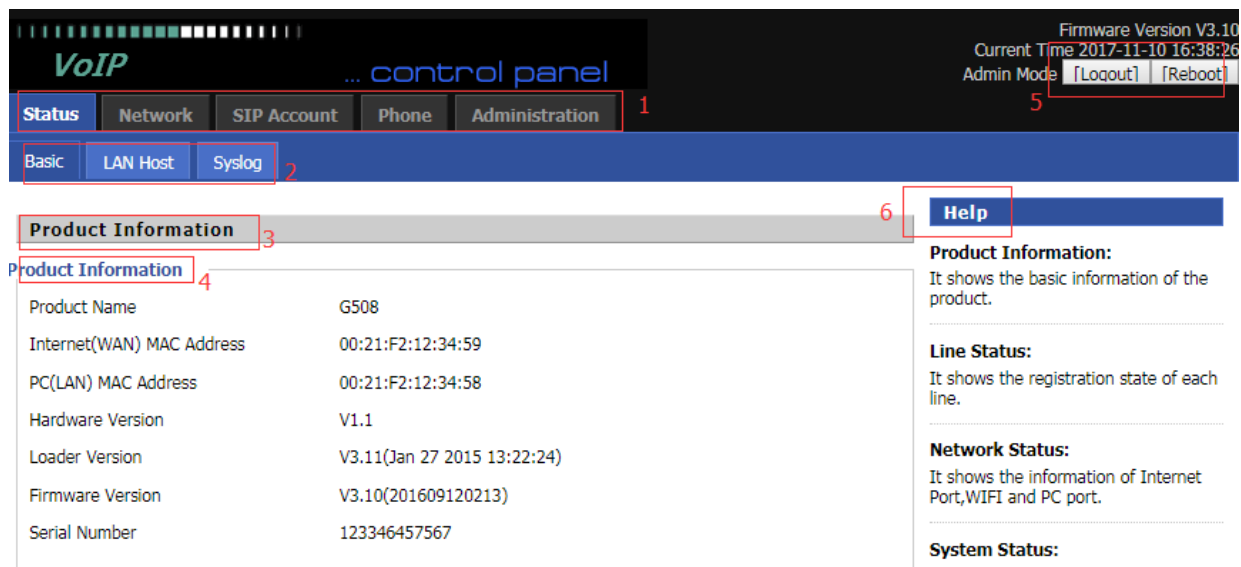 Firmware Version V3.10
Current Time 2017-11-10 16:38:26
VoIP
... control panel
Admin Mode [Logout] [Reboot]
5
Status Network SIP Account Phone Administration 1
Basic LAN Host Syslog 2
6 Help
Product Information 3
Product Information 4
Product Name G508
Internet(WAN) MAC Address 00:21:F2:12:34:59
PC(LAN) MAC Address 00:21:F2:12:34:58
Hardware Version V1.1
Loader Version V3.11(Jan 27 2015 13:22:24)
Firmware Version V3.10(201609120213)
Serial Number 123346457567
Product Information:
It shows the basic information of the
product.
Line Status:
It shows the registration state of each
line.
Network Status:
It shows the information of Internet
Port,WIFI and PC port.
System Status: